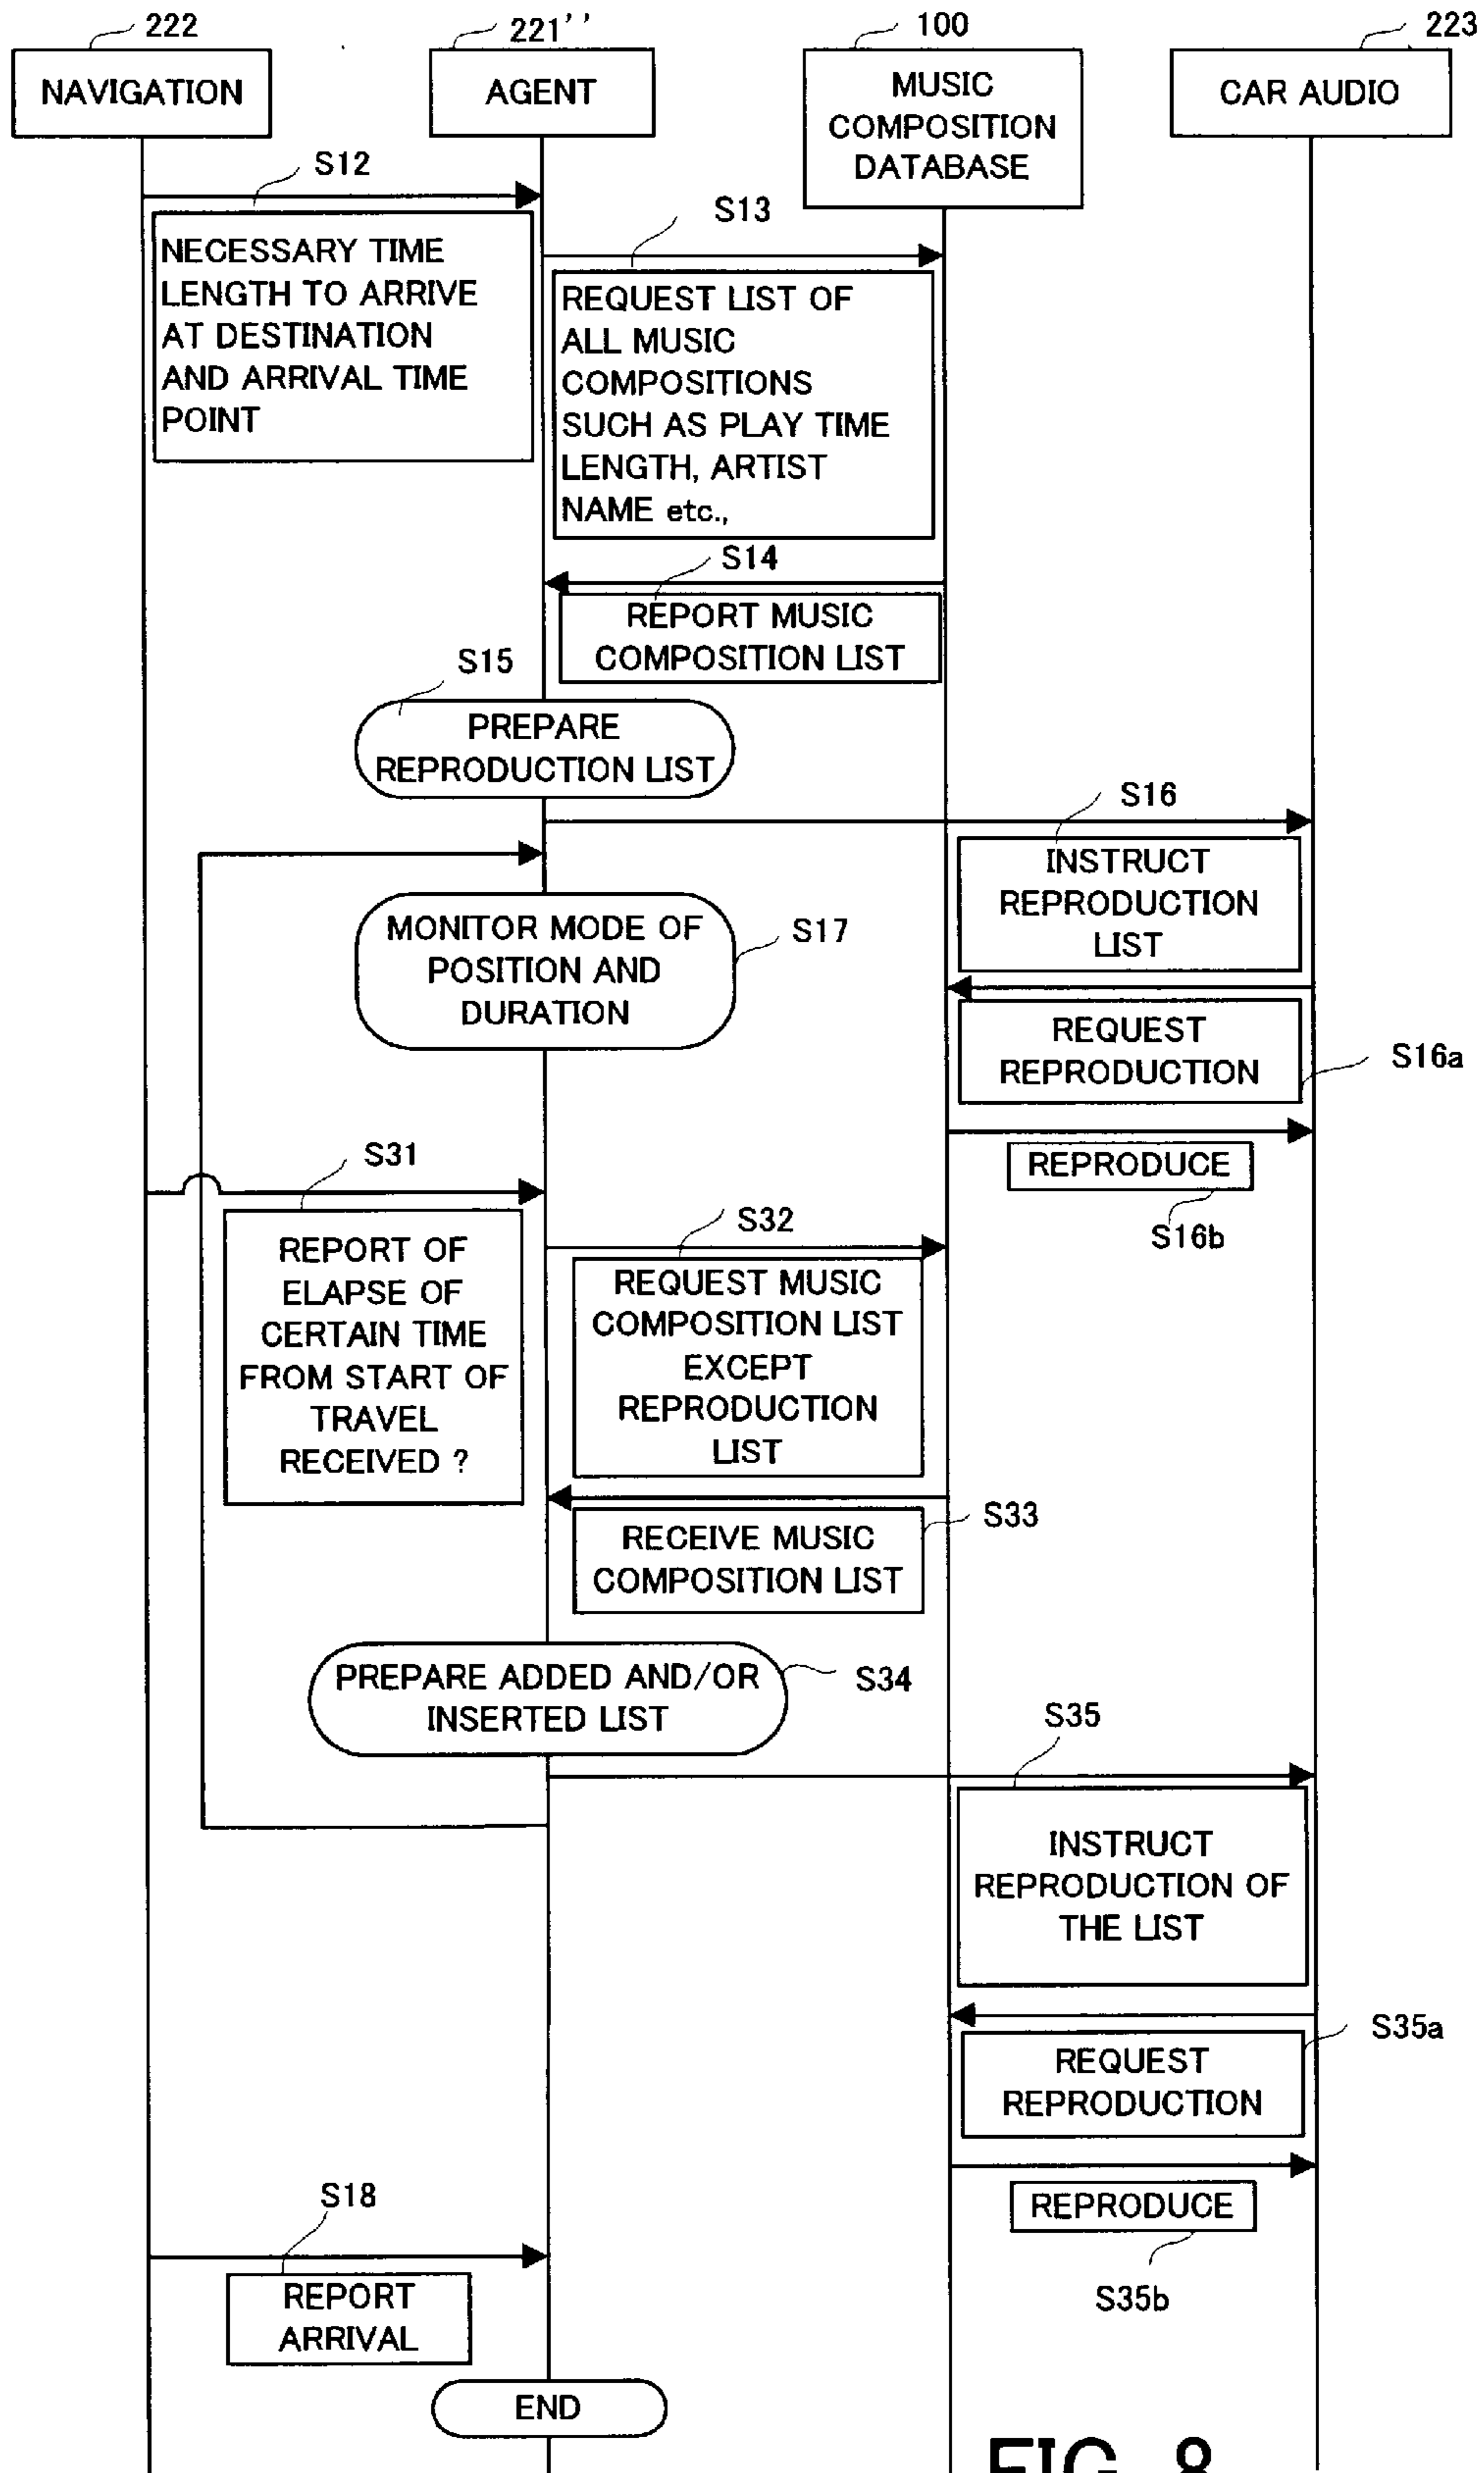 222
221''
100
223
NAVIGATION
AGENT
MUSIC
COMPOSITION
DATABASE
CAR AUDIO
S12
NECESSARY TIME
LENGTH TO ARRIVE
AT DESTINATION
AND ARRIVAL TIME
POINT
S13
REQUEST LIST OF
ALL MUSIC
COMPOSITIONS
SUCH AS PLAY TIME
LENGTH, ARTIST
NAME etc.,
S14
REPORT MUSIC
COMPOSITION LIST
S15
PREPARE
REPRODUCTION LIST
S16
INSTRUCT
REPRODUCTION
LIST
MONITOR MODE OF
POSITION AND
DURATION
S17
REQUEST
REPRODUCTION
S16a
REPRODUCE
S16b
S31
REPORT OF
ELAPSE OF
CERTAIN TIME
FROM START OF
TRAVEL
RECEIVED ?
S32
REQUEST MUSIC
COMPOSITION LIST
EXCEPT
REPRODUCTION
LIST
S33
RECEIVE MUSIC
COMPOSITION LIST
PREPARE ADDED AND/OR
INSERTED LIST
S34
S35
INSTRUCT
REPRODUCTION OF
THE LIST
S35a
REQUEST
REPRODUCTION
REPRODUCE
S35b
S18
REPORT
ARRIVAL
END
FIG. 8